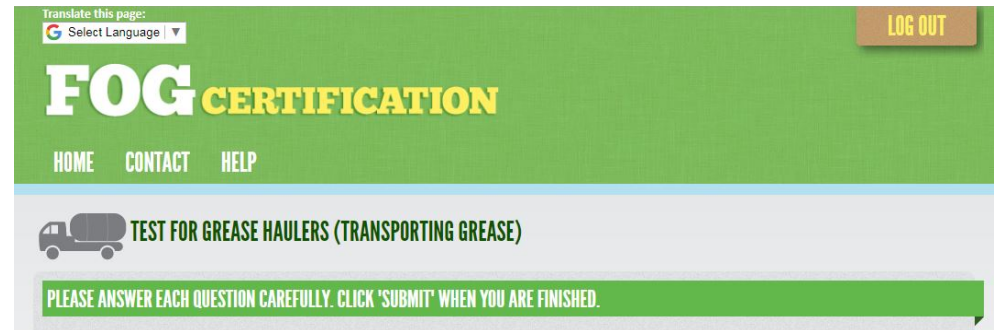 Translate this page:
Select Language ▼
LOG OUT
FOG CERTIFICATION
HOME CONTACT HELP
TEST FOR GREASE HAULERS (TRANSPORTING GREASE)
PLEASE ANSWER EACH QUESTION CAREFULLY. CLICK 'SUBMIT' WHEN YOU ARE FINISHED.